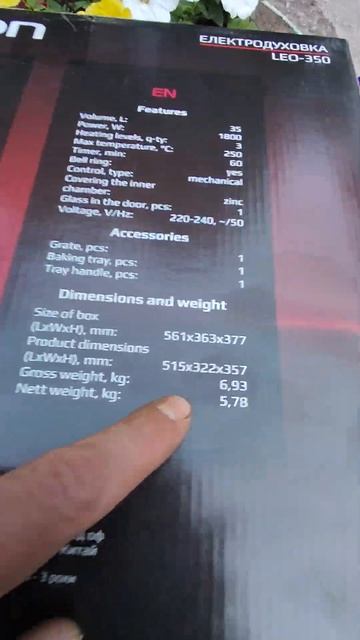 on
ЕЛЕКТРОДУХОВКА
LEO-350
EN
Features
Volume, L: 35
Power, W: 1800
Heating levels, q-ty: 3
Max temperature, °C: 250
Timer, min: 60
Bell ring: yes
Control, type: mechanical
Covering the inner
chamber: zinc
Glass in the door, pcs: 1
Voltage, V/Hz: 220-240, ~/50
Accessories
Grate, pcs: 1
Baking tray, pcs: 1
Tray handle, pcs: 1
Dimensions and weight
Size of box
(LxWxH), mm: 561x363x377
Product dimensions
(LxWxH), mm: 515x322x357
Gross weight, kg: 6,93
Nett weight, kg: 5,78